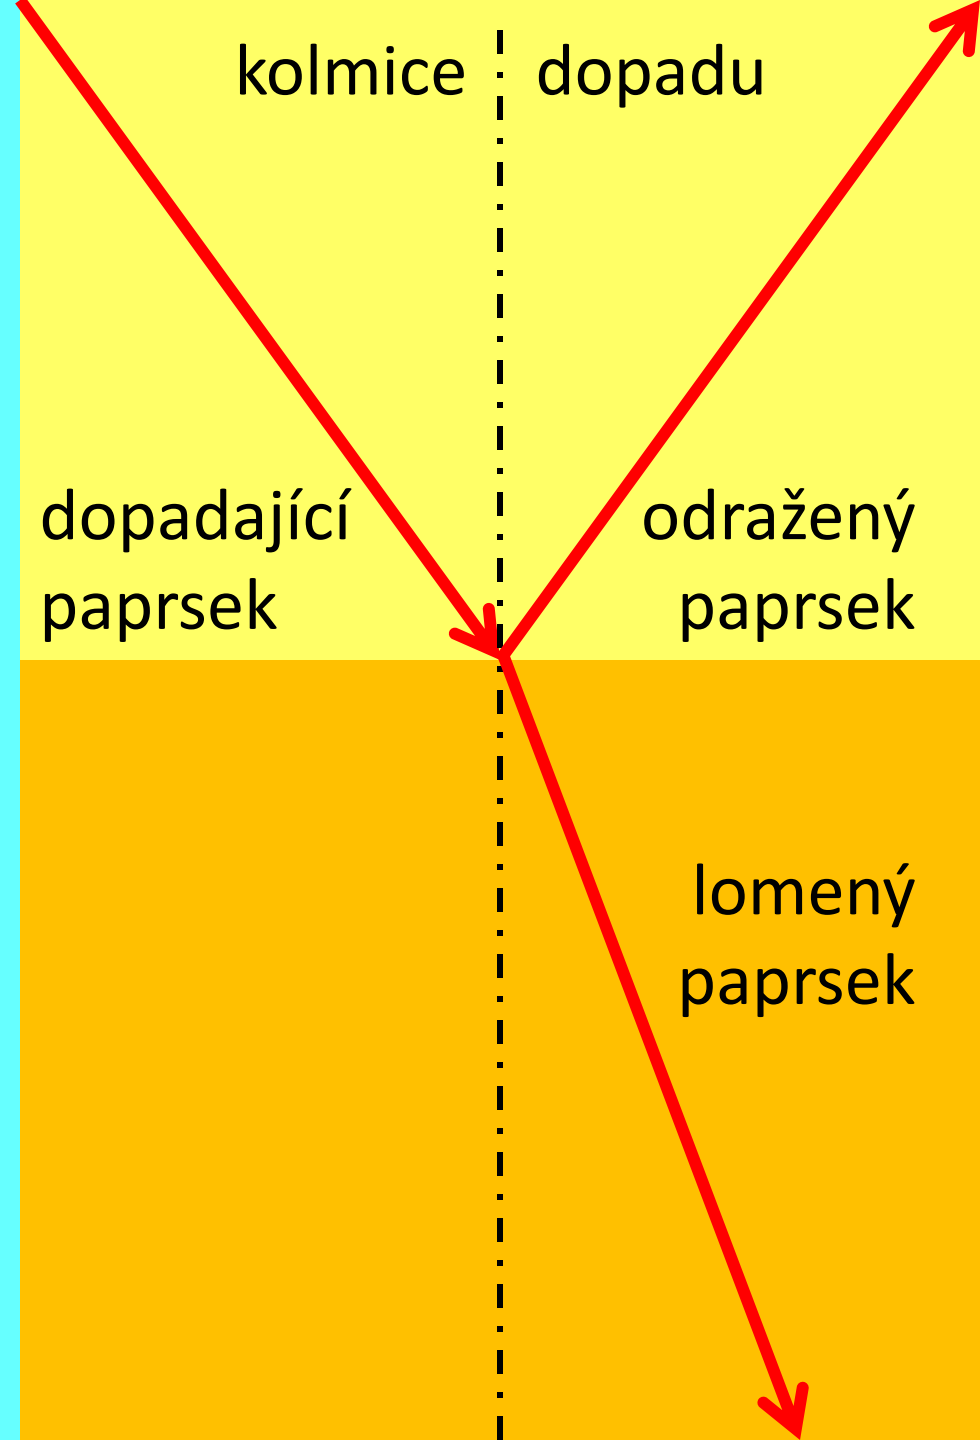 kolmice dopadu
dopadající
paprsek
odražený
paprsek
lomený
paprsek